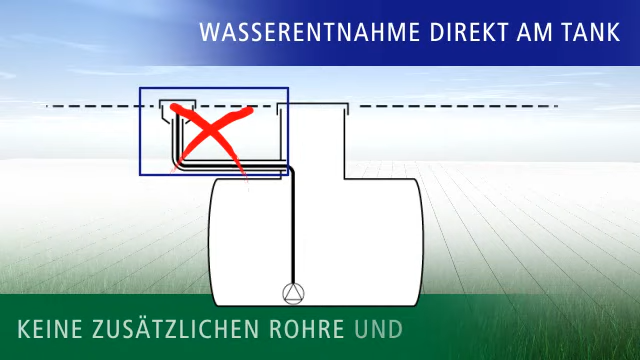 WASSERENTNAHME DIREKT AM TANK
KEINE ZUSÄTZLICHEN ROHRE UND